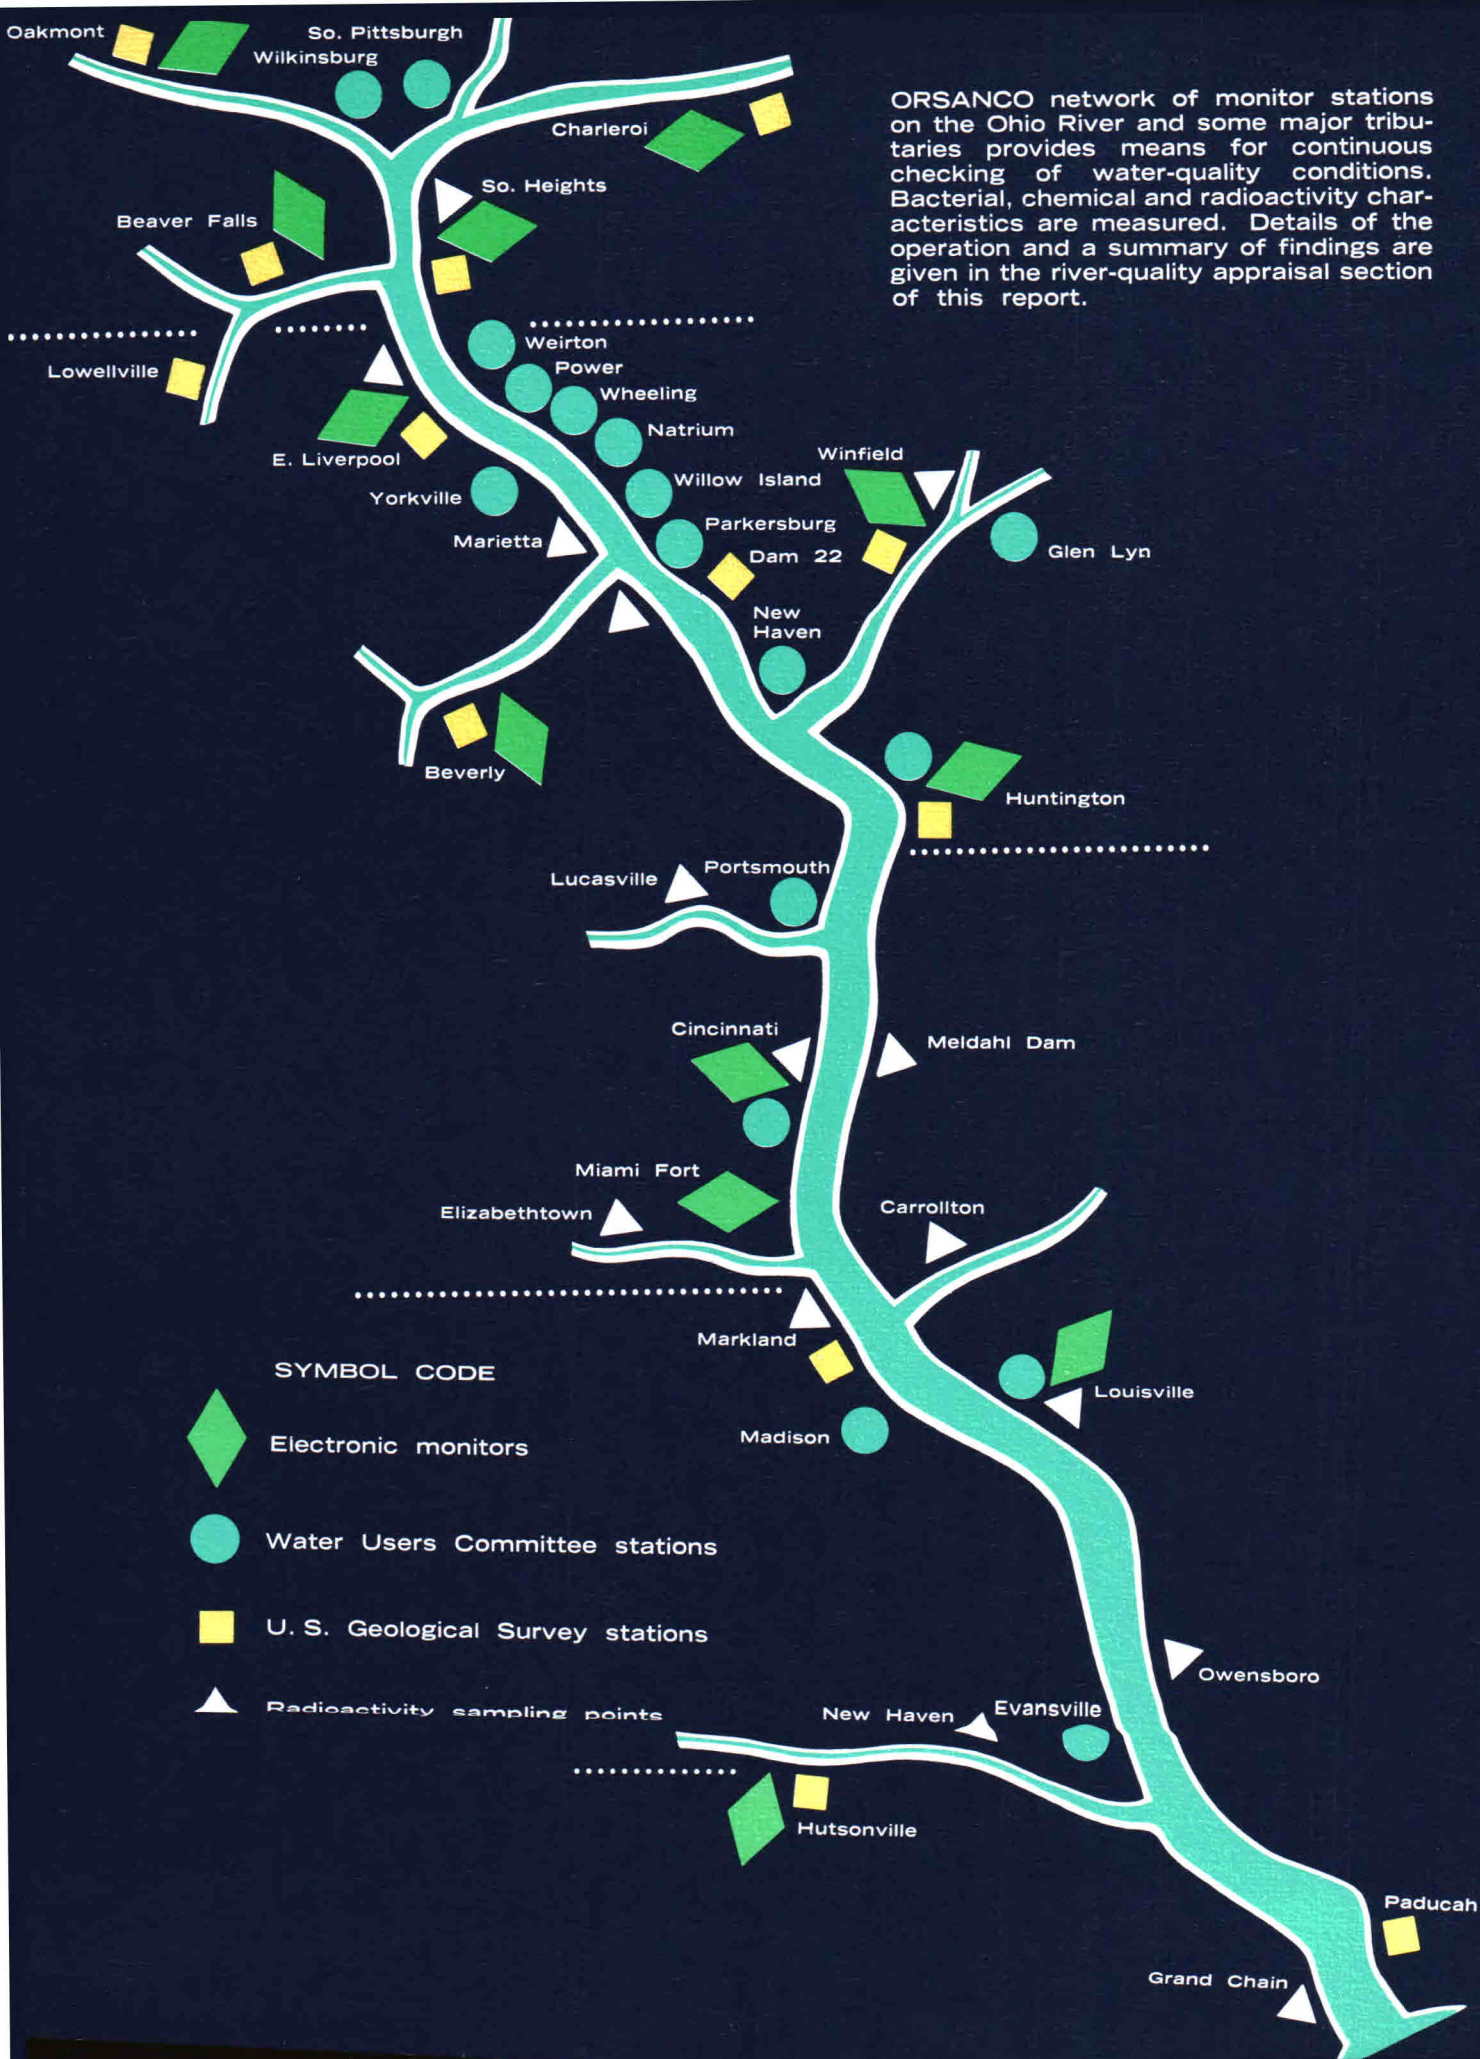 Oakmont
So. Pittsburgh
Wilkinsburg
Charleroi
ORSANCO network of monitor stations
on the Ohio River and some major tribu-
taries provides means for continuous
checking of water-quality conditions.
Bacterial, chemical and radioactivity char-
acteristics are measured. Details of the
operation and a summary of findings are
given in the river-quality appraisal section
of this report.
So. Heights
Beaver Falls
Weirton
Power
Lowellville
Wheeling
Natrium
Winfield
E. Liverpool
Willow Island
Yorkville
Parkersburg
Marietta
Dam 22
Glen Lyn
New
Haven
Beverly
Huntington
Portsmouth
Lucasville
Cincinnati
Meldahl Dam
Miami Fort
Elizabethtown
Carrollton
Markland
SYMBOL CODE
Louisville
Madison
Electronic monitors
Water Users Committee stations
U. S. Geological Survey stations
Radioactivity sampling points
Owensboro
New Haven
Evansville
Hutsonville
Paducah
Grand Chain